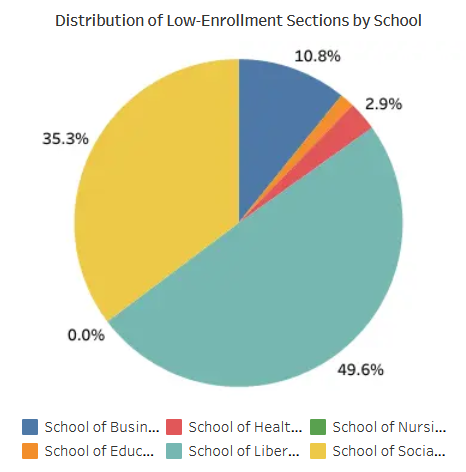 Distribution of Low-Enrollment Sections by School
10.8%
2.9%
35.3%
0.0%
49.6%
School of Busin... School of Healt... School of Nursi...
School of Educ... School of Liber... School of Socia...